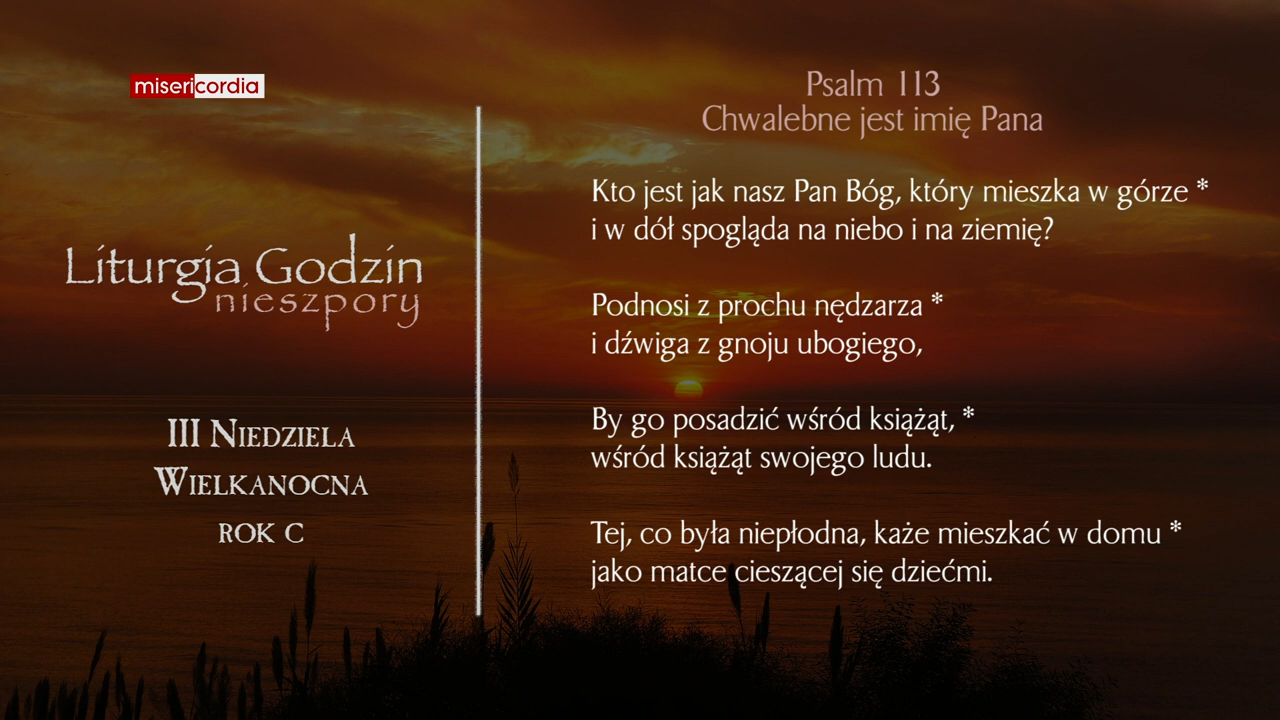 misericordia
Liturgia Godzin
nieszpory
III Niedziela
Wielkanocna
rok C
Psalm 113
Chwalebne jest imię Pana
Kto jest jak nasz Pan Bóg, który mieszka w górze *
i w dół spogląda na niebo i na ziemię?
Podnosi z prochu nędzarza *
i dźwiga z gnoju ubogiego,
By go posadzić wśród książąt, *
wśród książąt swojego ludu.
Tej, co była niepłodna, każe mieszkać w domu *
jako matce cieszącej się dziećmi.